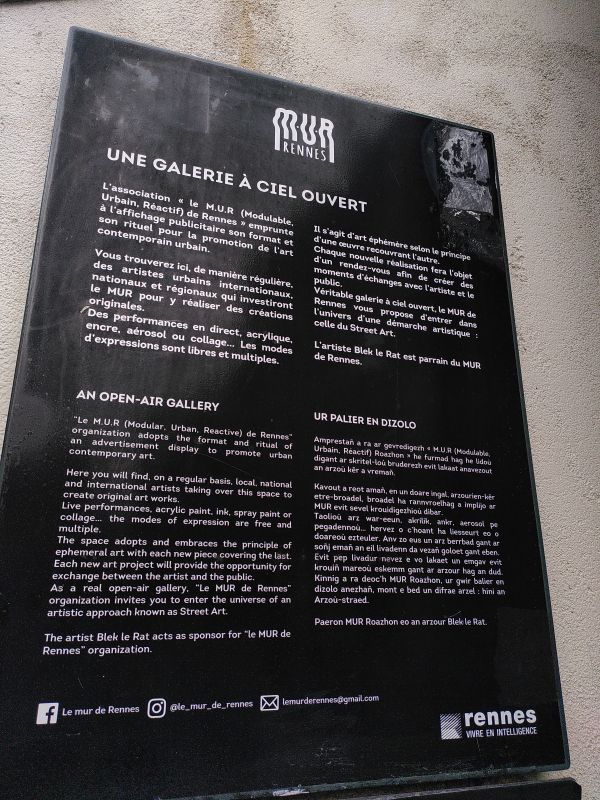 MUR
RENNES
UNE GALERIE À CIEL OUVERT
L'association « le M.U.R (Modulable,
Urbain, Réactif) de Rennes » emprunte
à l'affichage publicitaire son format et
son rituel pour la promotion de l'art
contemporain urbain.
Vous trouverez ici, de manière régulière,
des artistes urbains internationaux,
nationaux et régionaux qui investiront
le MUR pour y réaliser des créations
originales.
Des performances en direct, acrylique,
encre, aérosol ou collage... Les modes
d'expressions sont libres et multiples.
Il s'agit d'art éphémère selon le principe
d'une œuvre recouvrant l'autre.
Chaque nouvelle réalisation fera l'objet
d'un rendez-vous afin de créer des
moments d'échanges avec l'artiste et le
public.
Véritable galerie à ciel ouvert, le MUR de
Rennes vous propose d'entrer dans
l'univers d'une démarche artistique :
celle du Street Art.
L'artiste Blek le Rat est parrain du MUR
de Rennes.
AN OPEN-AIR GALLERY
"Le M.U.R (Modular, Urban, Reactive) de Rennes"
organization adopts the format and ritual of
an advertisement display to promote urban
contemporary art.
Here you will find, on a regular basis, local, national
and international artists taking over this space to
create original art works.
Live performances, acrylic paint, ink, spray paint or
collage... the modes of expression are free and
multiple.
The space adopts and embraces the principle of
ephemeral art with each new piece covering the last.
Each new art project will provide the opportunity for
exchange between the artist and the public.
As a real open-air gallery, "Le MUR de Rennes"
organization invites you to enter the universe of an
artistic approach known as Street Art.
The artist Blek le Rat acts as sponsor for "le MUR de
Rennes" organization.
UR PALIER EN DIZOLO
Amprestañ a ra ar gevredigezh « M.U.R (Modulable,
Urbain, Réactif) Roazhon » he furmad hag he lidoù
digant ar skritel-loù bruderezh evit lakaat anavezout
an arzoù kêr a vremañ.
Kavout a reot amañ, en un doare ingal, arzourien-kêr
etre-broadel, broadel ha rannvroelhag a implijo ar
MUR evit sevel krouidigezhioù dibar.
Taolioù arz war-eeun, akrilik, ankr, aerosol pe
pegadennoù... hervez o c'hoant ha liesseurt eo o
doareoù ezteuler. Anv zo eus un arz berrbad gant ar
soñj emañ an eil livadenn da vezañ goloet gant eben.
Evit pep livadur nevez e vo lakaet un emgav evit
krouiñ mareoù eskemm gant ar arzour hag an dud.
Kinnig a ra deoc'h MUR Roazhon, ur gwir balier en
dizolo anezhañ, mont e bed un difrae arzel : hini an
Arzoù-straed.
Paeron MUR Roazhon eo an arzour Blek le Rat.
Le mur de Rennes @le_mur_de_rennes lemurderennes@gmail.com
rennes
VIVRE EN INTELLIGENCE